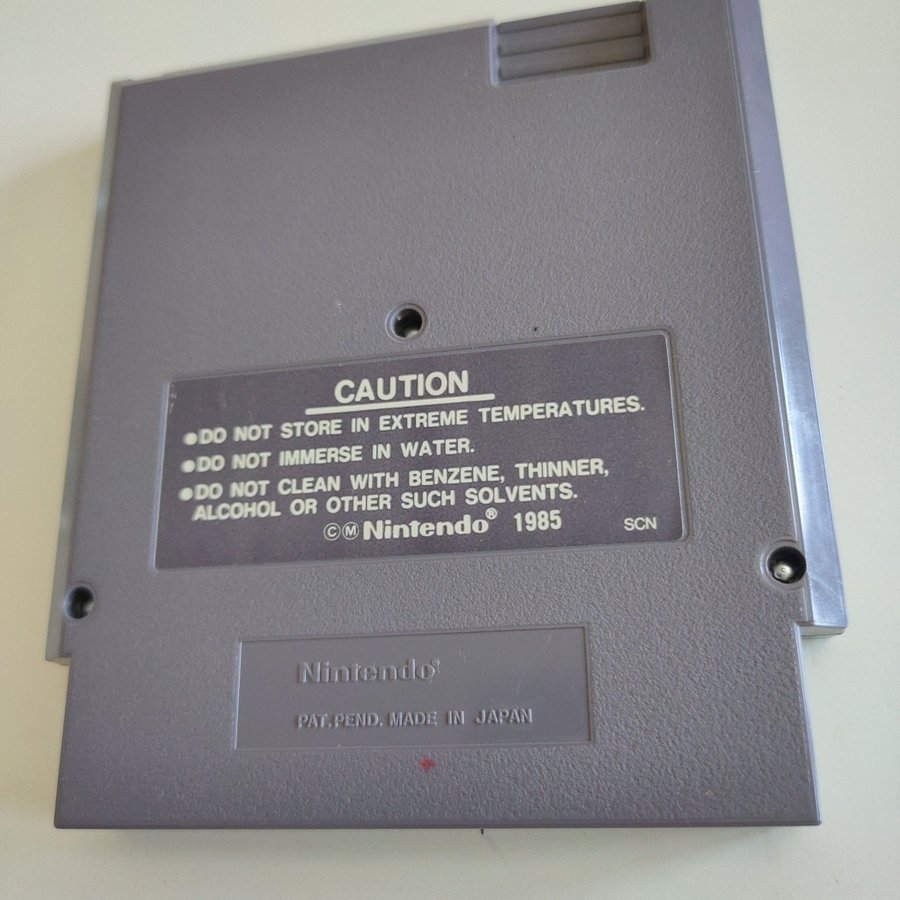 CAUTION
●DO NOT STORE IN EXTREME TEMPERATURES.
●DO NOT IMMERSE IN WATER.
●DO NOT CLEAN WITH BENZENE, THINNER,
ALCOHOL OR OTHER SUCH SOLVENTS.
ⒸⓂ Nintendo® 1985 SCN
Nintendo®
PAT. PEND. MADE IN JAPAN